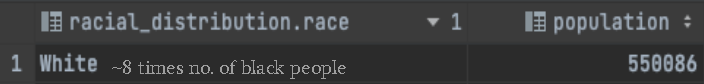 racial_distribution.race 1 population
1 White ~8 times no. of black people 550086